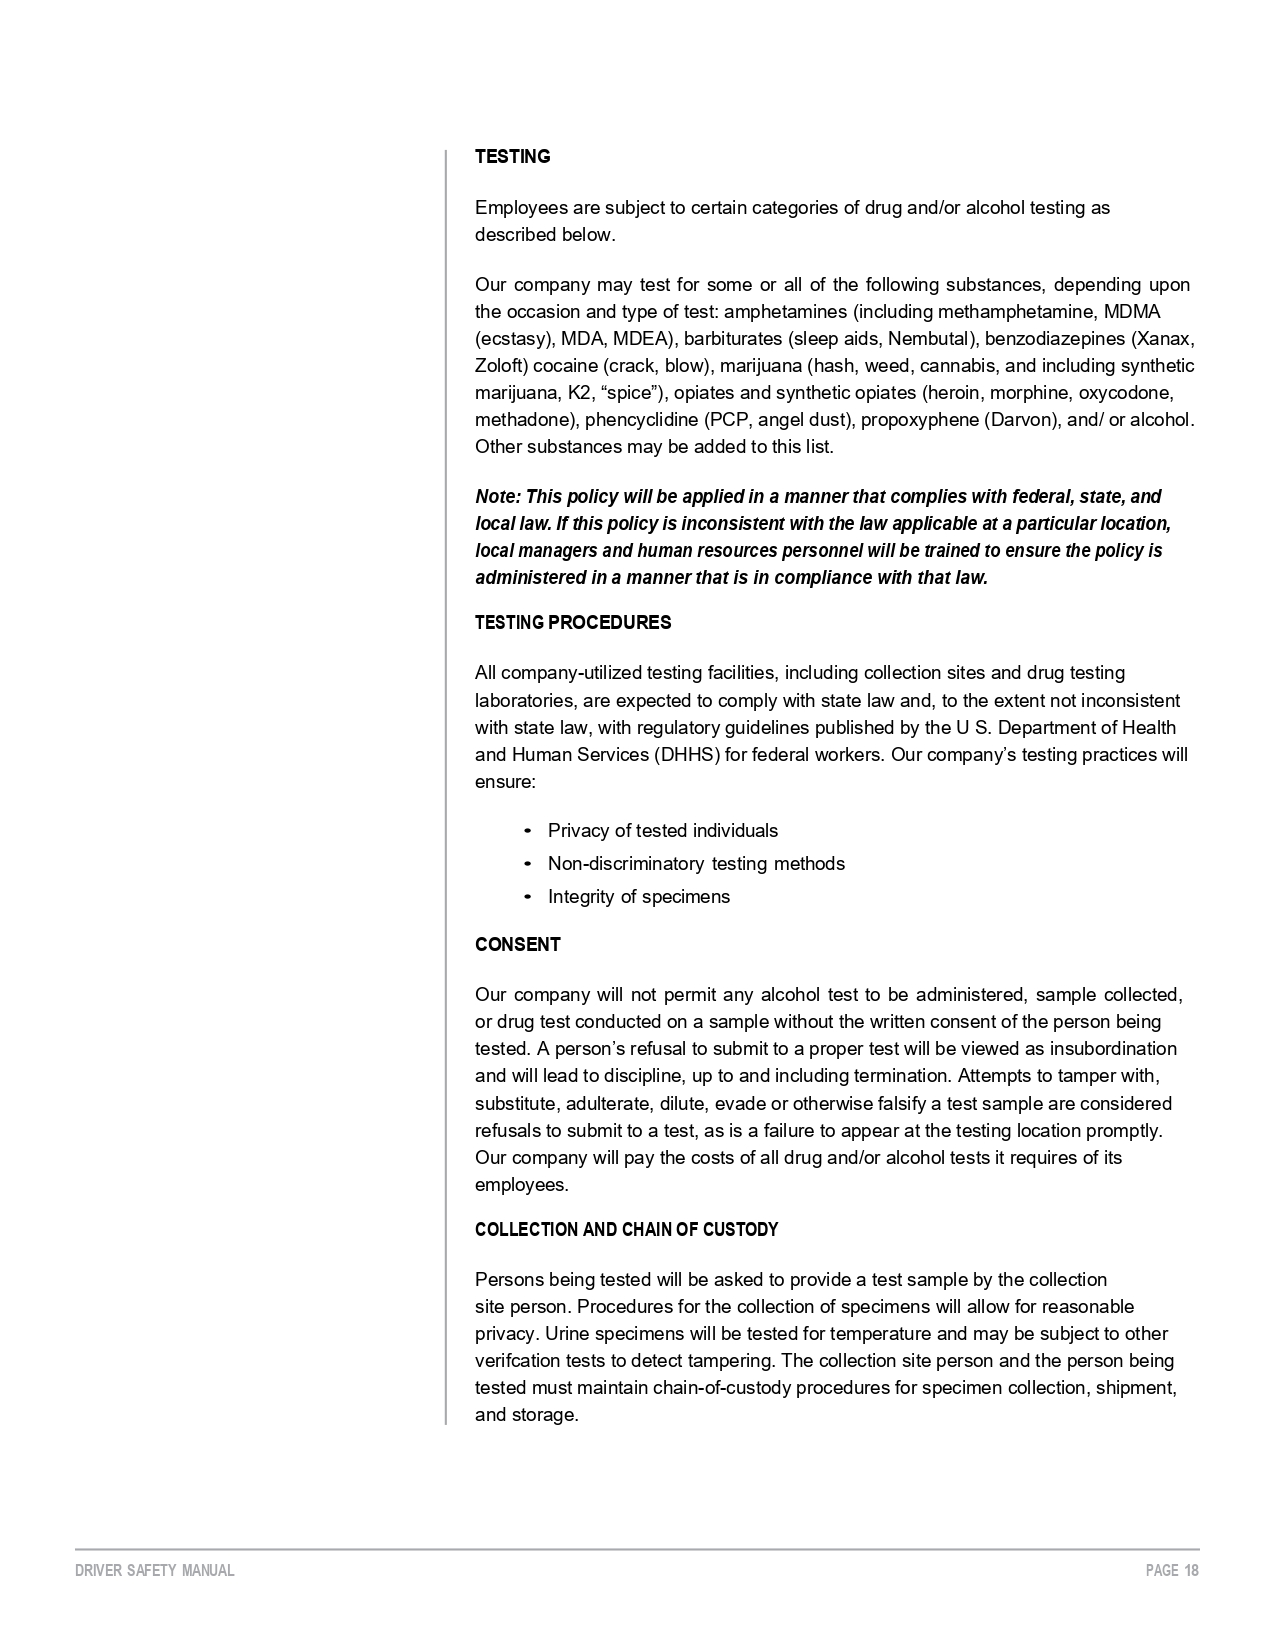 TESTING
Employees are subject to certain categories of drug and/or alcohol testing as
described below.
Our company may test for some or all of the following substances, depending upon
the occasion and type of test: amphetamines (including methamphetamine, MDMA
(ecstasy), MDA, MDEA), barbiturates (sleep aids, Nembutal), benzodiazepines (Xanax,
Zoloft) cocaine (crack, blow), marijuana (hash, weed, cannabis, and including synthetic
marijuana, K2, “spice”), opiates and synthetic opiates (heroin, morphine, oxycodone,
methadone), phencyclidine (PCP, angel dust), propoxyphene (Darvon), and/ or alcohol.
Other substances may be added to this list.
Note: This policy will be applied in a manner that complies with federal, state, and
local law. If this policy is inconsistent with the law applicable at a particular location,
local managers and human resources personnel will be trained to ensure the policy is
administered in a manner that is in compliance with that law.
TESTING PROCEDURES
All company-utilized testing facilities, including collection sites and drug testing
laboratories, are expected to comply with state law and, to the extent not inconsistent
with state law, with regulatory guidelines published by the U S. Department of Health
and Human Services (DHHS) for federal workers. Our company’s testing practices will
ensure:
• Privacy of tested individuals
• Non-discriminatory testing methods
• Integrity of specimens
CONSENT
Our company will not permit any alcohol test to be administered, sample collected,
or drug test conducted on a sample without the written consent of the person being
tested. A person’s refusal to submit to a proper test will be viewed as insubordination
and will lead to discipline, up to and including termination. Attempts to tamper with,
substitute, adulterate, dilute, evade or otherwise falsify a test sample are considered
refusals to submit to a test, as is a failure to appear at the testing location promptly.
Our company will pay the costs of all drug and/or alcohol tests it requires of its
employees.
COLLECTION AND CHAIN OF CUSTODY
Persons being tested will be asked to provide a test sample by the collection
site person. Procedures for the collection of specimens will allow for reasonable
privacy. Urine specimens will be tested for temperature and may be subject to other
verifcation tests to detect tampering. The collection site person and the person being
tested must maintain chain-of-custody procedures for specimen collection, shipment,
and storage.
DRIVER SAFETY MANUAL PAGE 18